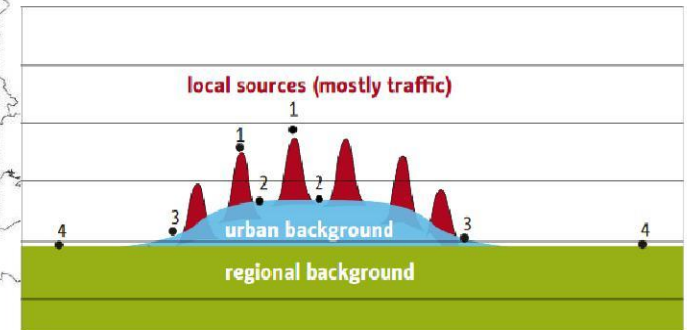 local sources (mostly traffic)
1
1
2 2
3 3
4 4
urban background
regional background